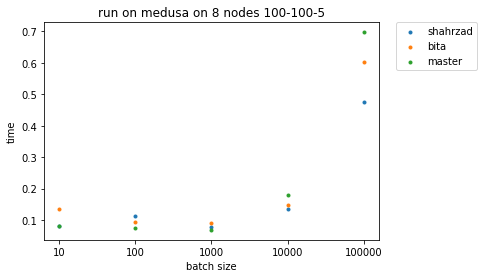 run on medusa on 8 nodes 100-100-5
shahrzad
bita
master
0.7
0.6
0.5
0.4
0.3
0.2
0.1
time
10 100 1000 10000 100000
batch size